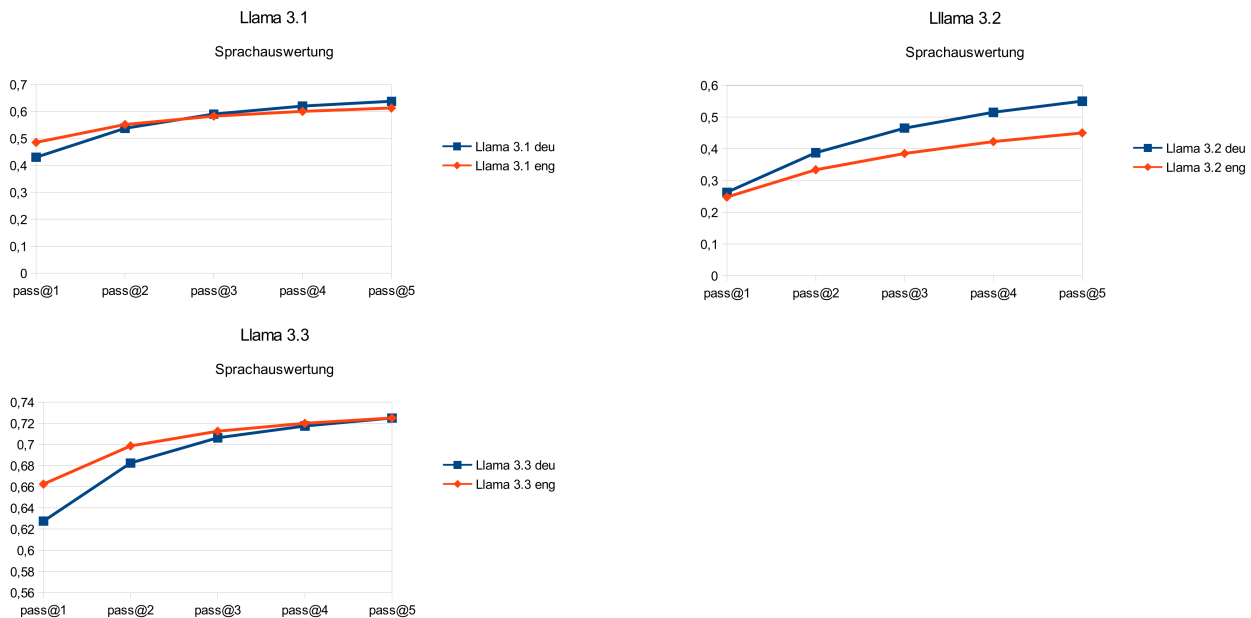 Llama 3.1
Sprachauswertung
0,7
0,6
0,5
0,4
0,3
0,2
0,1
0
pass@1 pass@2 pass@3 pass@4 pass@5
Llama 3.1 deu
Llama 3.1 eng
Lllama 3.2
Sprachauswertung
0,6
0,5
0,4
0,3
0,2
0,1
0
pass@1 pass@2 pass@3 pass@4 pass@5
Llama 3.2 deu
Llama 3.2 eng
Llama 3.3
Sprachauswertung
0,74
0,72
0,7
0,68
0,66
0,64
0,62
0,6
0,58
0,56
pass@1 pass@2 pass@3 pass@4 pass@5
Llama 3.3 deu
Llama 3.3 eng